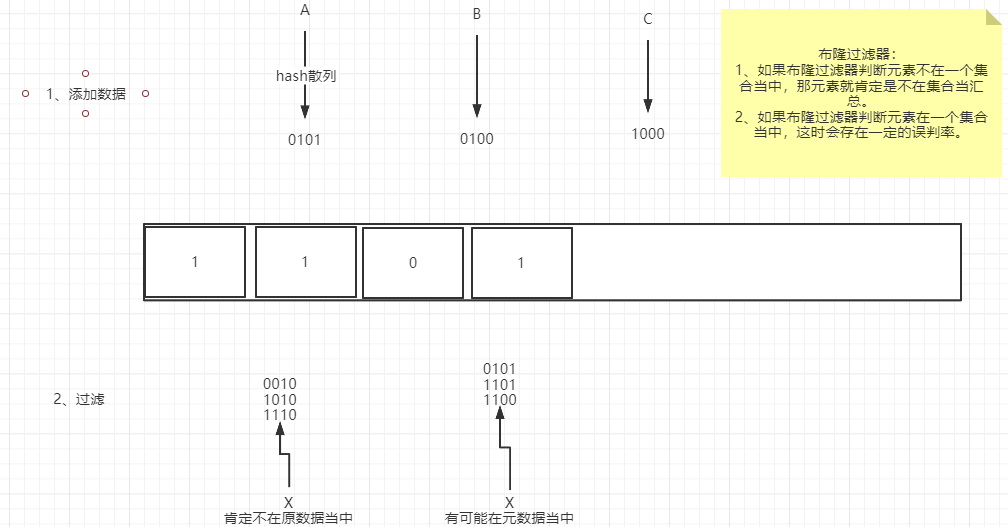 A
B
C
hash散列
1、添加数据
0101
0100
1000
布隆过滤器：
1、如果布隆过滤器判断元素不在一个集
合当中，那元素就肯定是不在集合当汇
总。
2、如果布隆过滤器判断元素在一个集合
当中，这时会存在一定的误判率。
1
1
0
1
2、过滤
0010
1010
1110
0101
1101
1100
X
肯定不在原数据当中
X
有可能在元数据当中